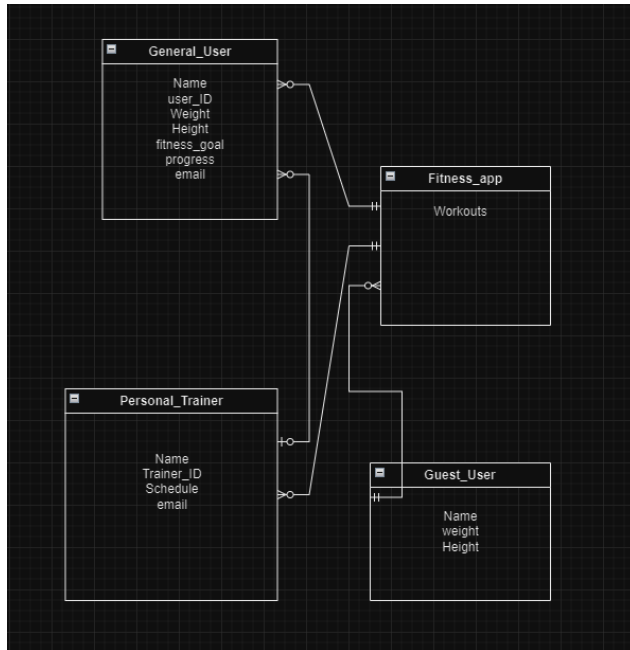 General_User
Name
user_ID
Weight
Height
fitness_goal
progress
email
Fitness_app
Workouts
Personal_Trainer
Name
Trainer_ID
Schedule
email
Guest_User
Name
weight
Height